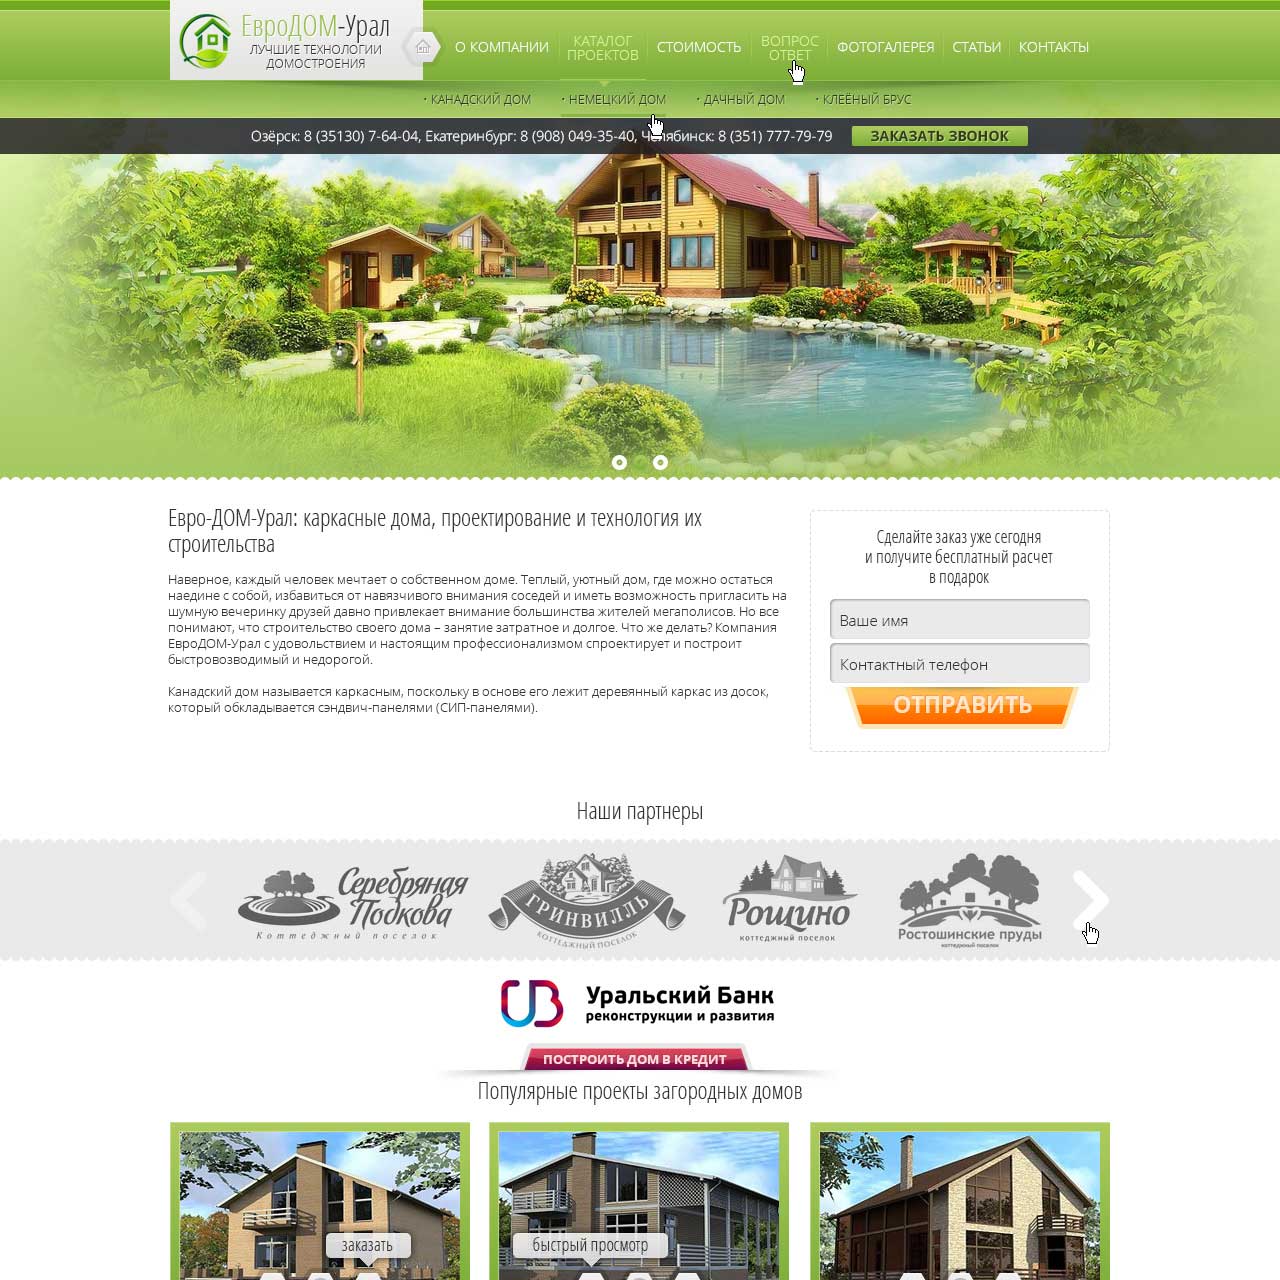 ЕвроДОМ-Урал
ЛУЧШИЕ ТЕХНОЛОГИИ
ДОМОСТРОЕНИЯ
О КОМПАНИИ
КАТАЛОГ
ПРОЕКТОВ
СТОИМОСТЬ
ВОПРОС
ОТВЕТ
ФОТОГАЛЕРЕЯ
СТАТЬИ
КОНТАКТЫ
· КАНАДСКИЙ ДОМ
· НЕМЕЦКИЙ ДОМ
· ДАЧНЫЙ ДОМ
· КЛЕЁНЫЙ БРУС
Озёрск: 8 (35130) 7-64-04, Екатеринбург: 8 (908) 049-35-40, Челябинск: 8 (351) 777-79-79
ЗАКАЗАТЬ ЗВОНОК
Евро-ДОМ-Урал: каркасные дома, проектирование и технология их
строительства
Наверное, каждый человек мечтает о собственном доме. Теплый, уютный дом, где можно остаться
наедине с собой, избавиться от навязчивого внимания соседей и иметь возможность пригласить на
шумную вечеринку друзей давно привлекает внимание большинства жителей мегаполисов. Но все
понимают, что строительство своего дома – занятие затратное и долгое. Что же делать? Компания
ЕвроДОМ-Урал с удовольствием и настоящим профессионализмом спроектирует и построит
быстровозводимый и недорогой.
Канадский дом называется каркасным, поскольку в основе его лежит деревянный каркас из досок,
который обкладывается сэндвич-панелями (СИП-панелями).
Сделайте заказ уже сегодня
и получите бесплатный расчет
в подарок
Ваше имя
Контактный телефон
ОТПРАВИТЬ
Наши партнеры
Серебряная
Подкова
Коттеджный поселок
ГРИНВИЛЛЬ
КОТТЕДЖНЫЙ ПОСЕЛОК
Рощино
коттеджный поселок
Ростошинские пруды
коттеджный поселок
Уральский Банк
реконструкции и развития
ПОСТРОИТЬ ДОМ В КРЕДИТ
Популярные проекты загородных домов
заказать
быстрый просмотр